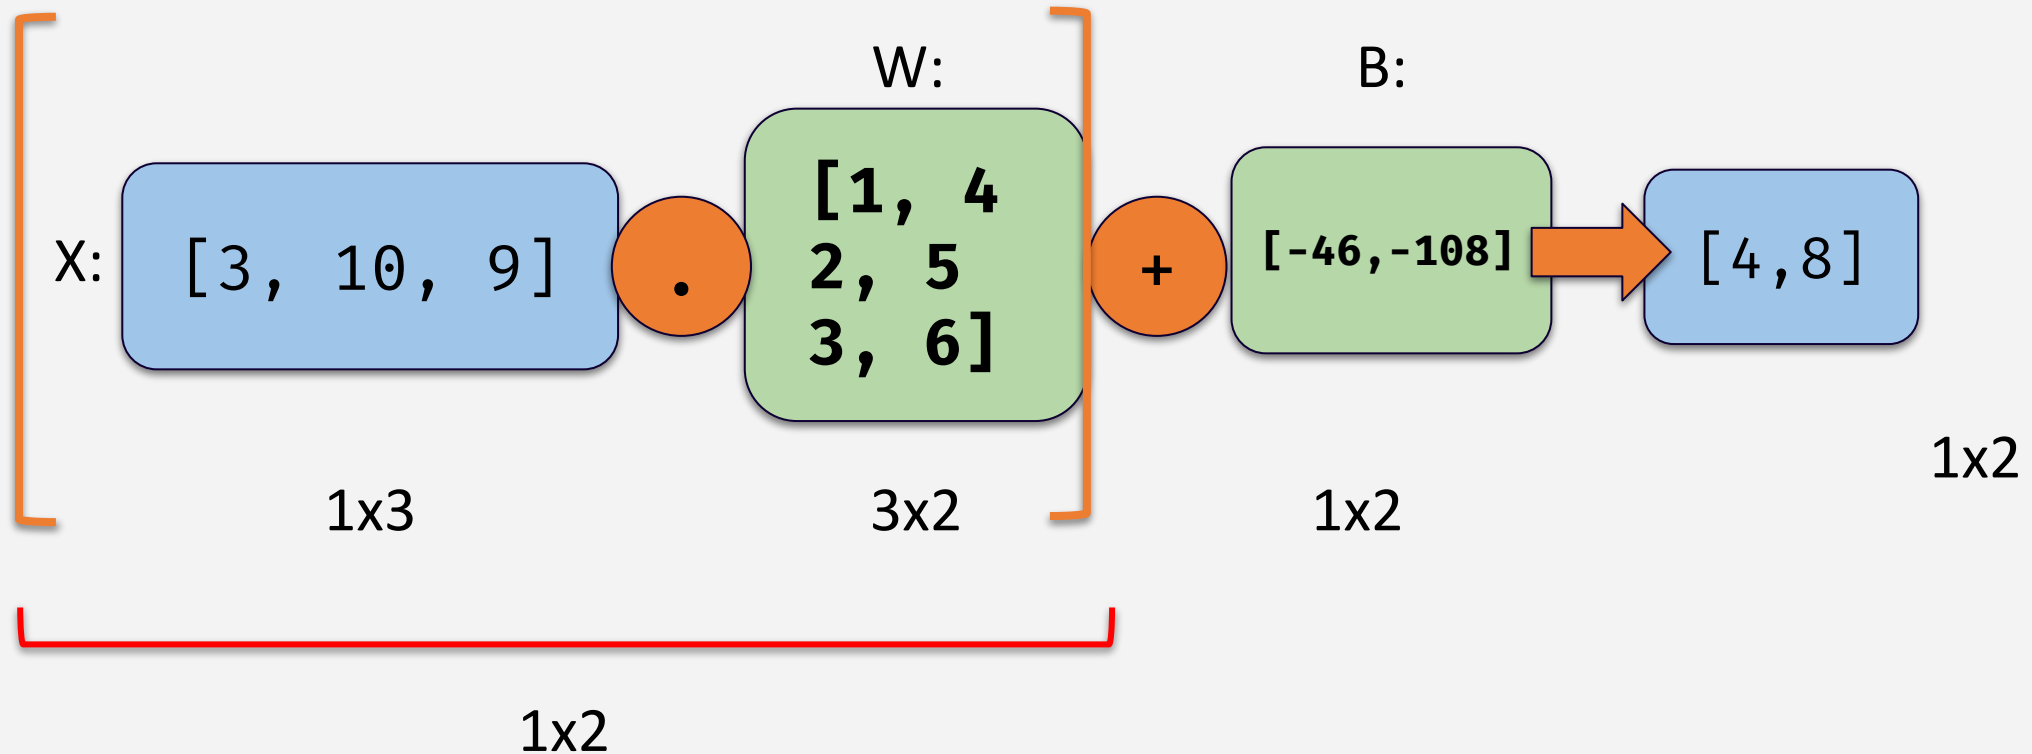 W:
B:
X:
[3, 10, 9]
.
[1, 4
2, 5
3, 6]
+
[-46,-108]
[4,8]
1x3
3x2
1x2
1x2
1x2